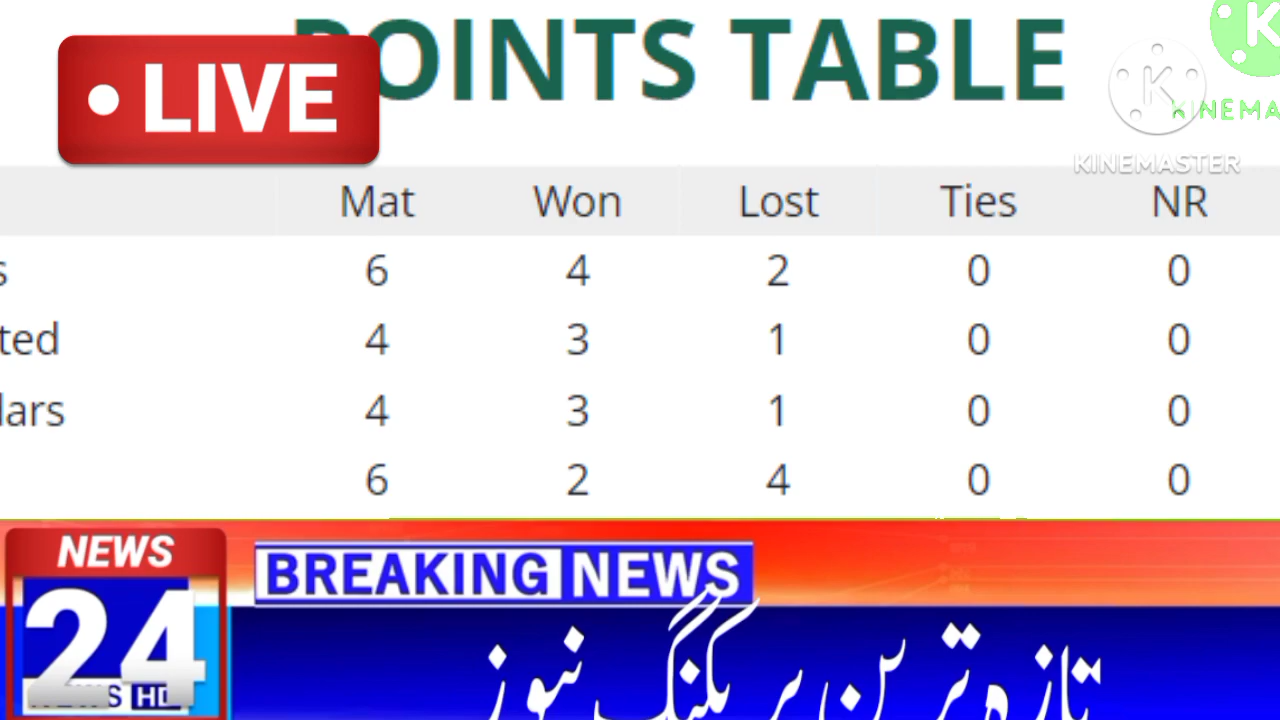 POINTS TABLE
• LIVE
KINEMASTER
KINEMA
Mat Won Lost Ties NR
s 6 4 2 0 0
ted 4 3 1 0 0
lars 4 3 1 0 0
6 2 4 0 0
NEWS
24
NEWS HD
BREAKING NEWS
تازہ ترین بریکنگ نیوز